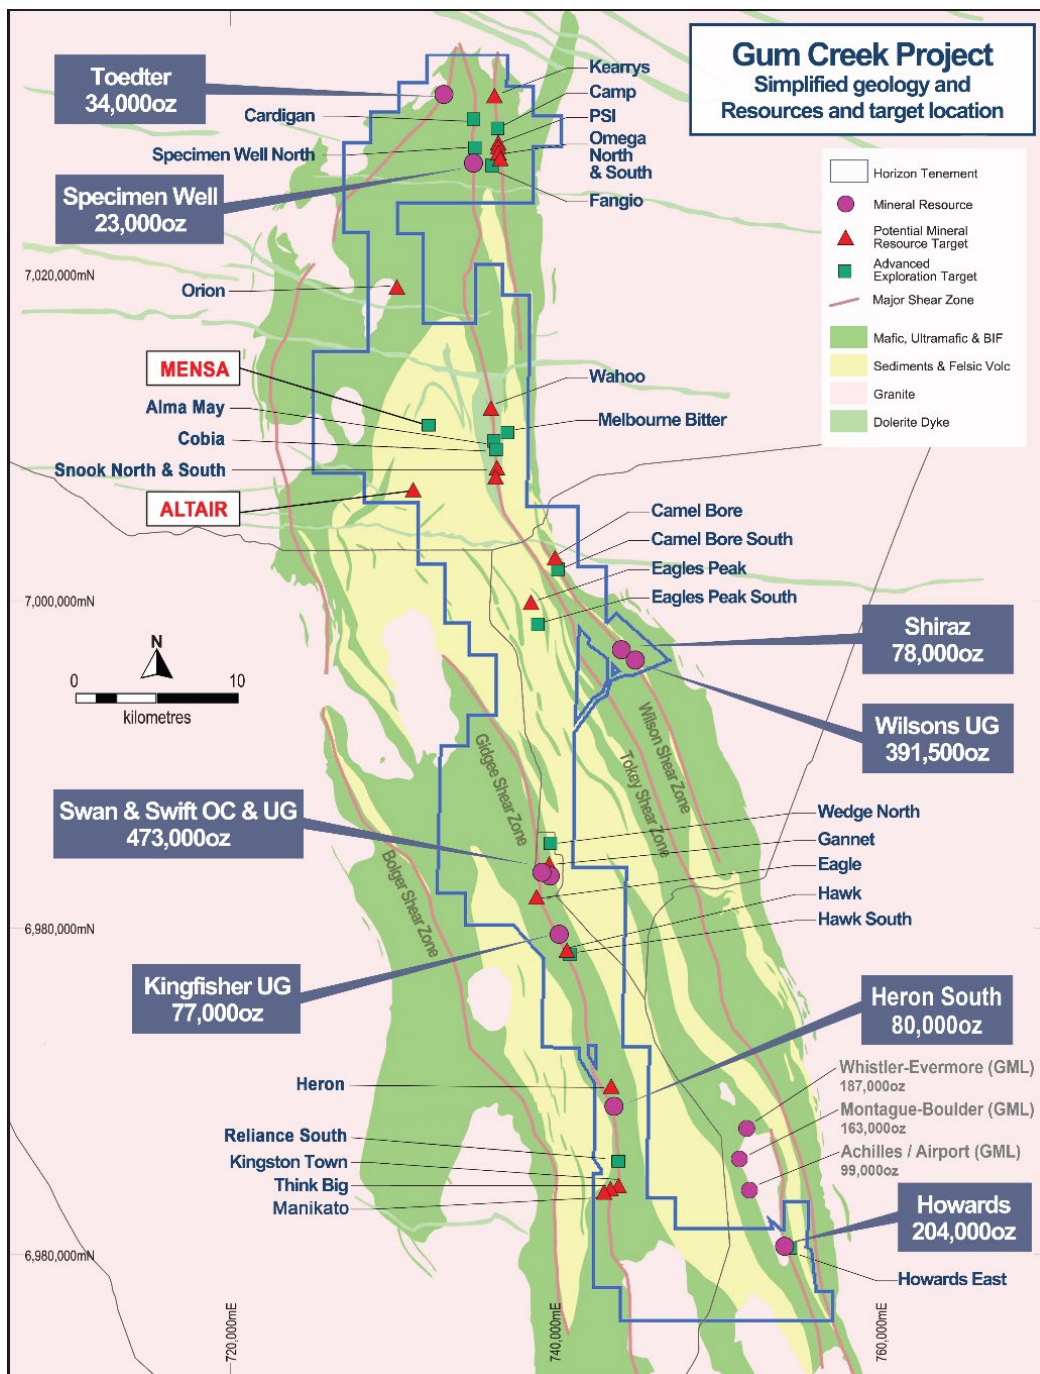 Gum Creek Project
Simplified geology and
Resources and target location
Horizon Tenement
Mineral Resource
Potential Mineral
Resource Target
Advanced
Exploration Target
Major Shear Zone
Mafic, Ultramafic & BIF
Sediments & Felsic Volc
Granite
Dolerite Dyke
Toedter
34,000oz
Kearrys
Camp
Cardigan
PSI
Specimen Well North
Omega
North
& South
Specimen Well
23,000oz
Fangio
7,020,000mN
Orion
MENSA
Wahoo
Alma May
Melbourne Bitter
Cobia
Snook North & South
ALTAIR
Camel Bore
Camel Bore South
Eagles Peak
Eagles Peak South
7,000,000mN
N
0
10
kilometres
Shiraz
78,000oz
Wilsons UG
391,500oz
Wilson Shear Zone
Tokey Shear Zone
Gidgee Shear Zone
Bolger Shear Zone
Swan & Swift OC & UG
473,000oz
Wedge North
Gannet
Eagle
Hawk
Hawk South
6,980,000mN
Kingfisher UG
77,000oz
Heron South
80,000oz
Heron
Whistler-Evermore (GML)
187,000oz
Montague-Boulder (GML)
163,000oz
Achilles / Airport (GML)
99,000oz
Reliance South
Kingston Town
Think Big
Manikato
Howards
204,000oz
6,980,000mN
Howards East
720,000mE
740,000mE
760,000mE